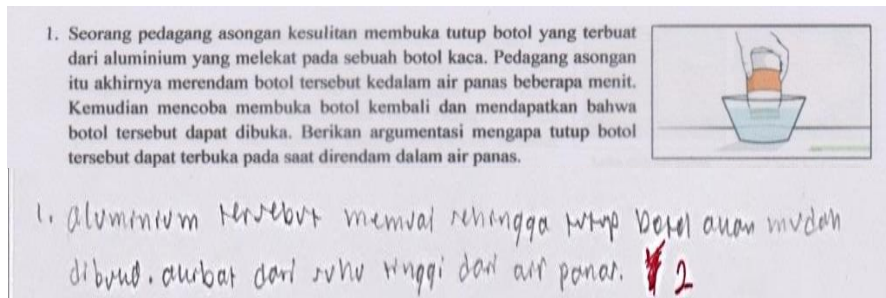 1. Seorang pedagang asongan kesulitan membuka tutup botol yang terbuat
dari aluminium yang melekat pada sebuah botol kaca. Pedagang asongan
itu akhirnya merendam botol tersebut kedalam air panas beberapa menit.
Kemudian mencoba membuka botol kembali dan mendapatkan bahwa
botol tersebut dapat dibuka. Berikan argumentasi mengapa tutup botol
tersebut dapat terbuka pada saat direndam dalam air panas.
1. aluminium tersebut memuai sehingga tutup botol akan mudah
dibuka. akibat dari suhu tinggi dari air panas. 2